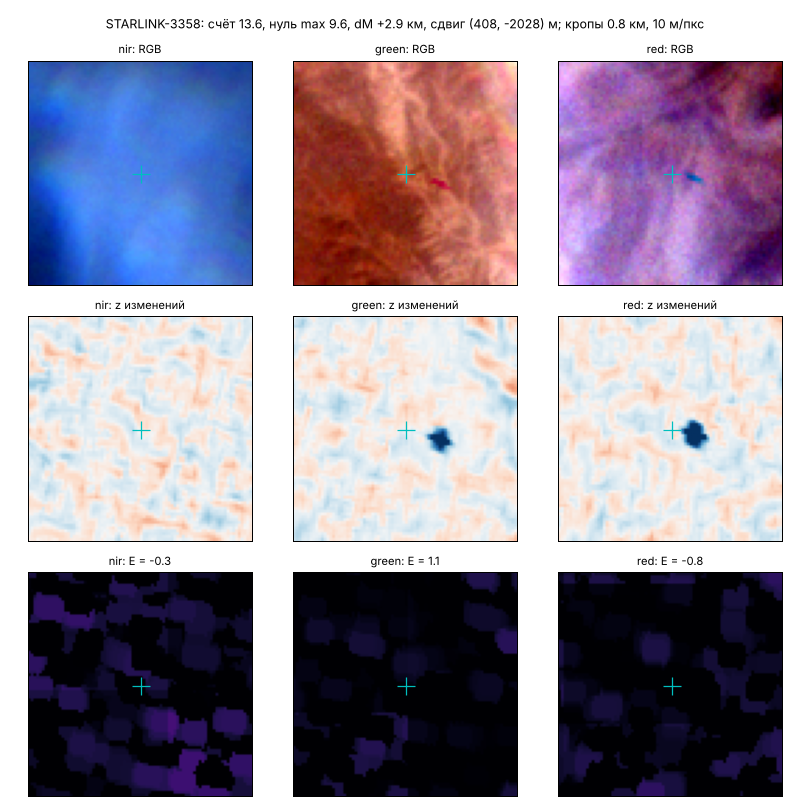 STARLINK-3358: счёт 13.6, нуль max 9.6, dM +2.9 км, сдвиг (408, -2028) м; кропы 0.8 км, 10 м/пкс
nir: RGB
green: RGB
red: RGB
nir: z изменений
green: z изменений
red: z изменений
nir: E = -0.3
green: E = 1.1
red: E = -0.8